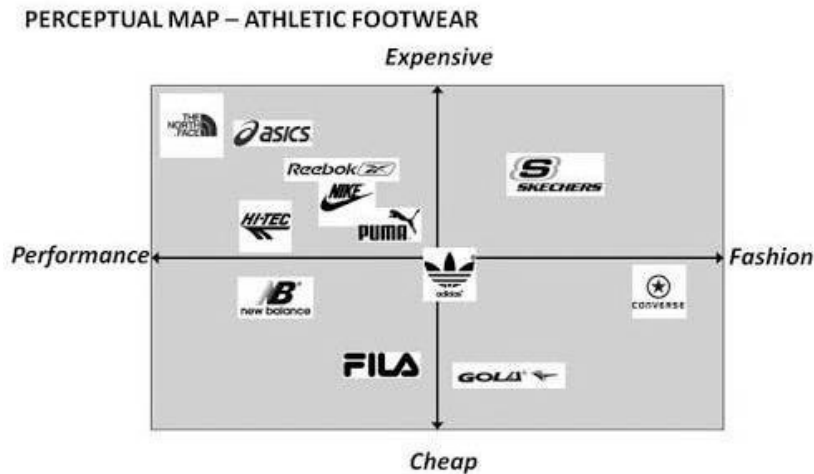 PERCEPTUAL MAP – ATHLETIC FOOTWEAR
Expensive
THE
NORTH
FACE
asics
Reebok
NIKE
S
SKECHERS
HI-TEC
PUMA
Performance
Fashion
adidas
NB
new balance
CONVERSE
FILA
GOLA
Cheap